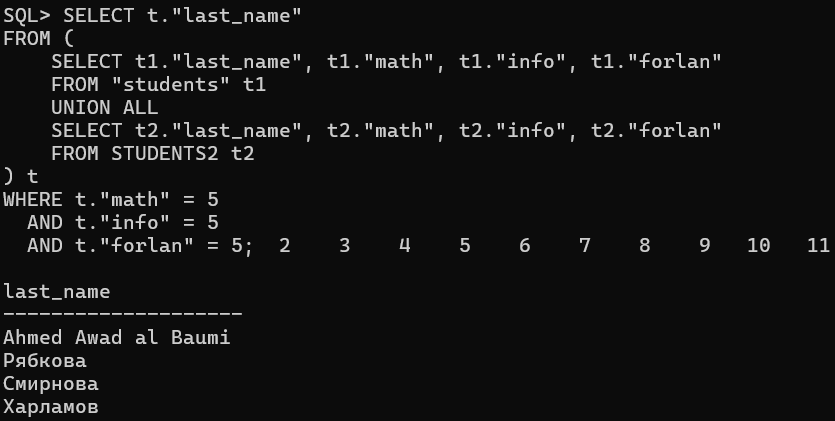 SQL> SELECT t."last_name"
FROM (
    SELECT t1."last_name", t1."math", t1."info", t1."forlan"
    FROM "students" t1
    UNION ALL
    SELECT t2."last_name", t2."math", t2."info", t2."forlan"
    FROM STUDENTS2 t2
) t
WHERE t."math" = 5
  AND t."info" = 5
  AND t."forlan" = 5;  2    3    4    5    6    7    8    9   10   11
last_name
--------------------
Ahmed Awad al Baumi
Рябкова
Смирнова
Харламов